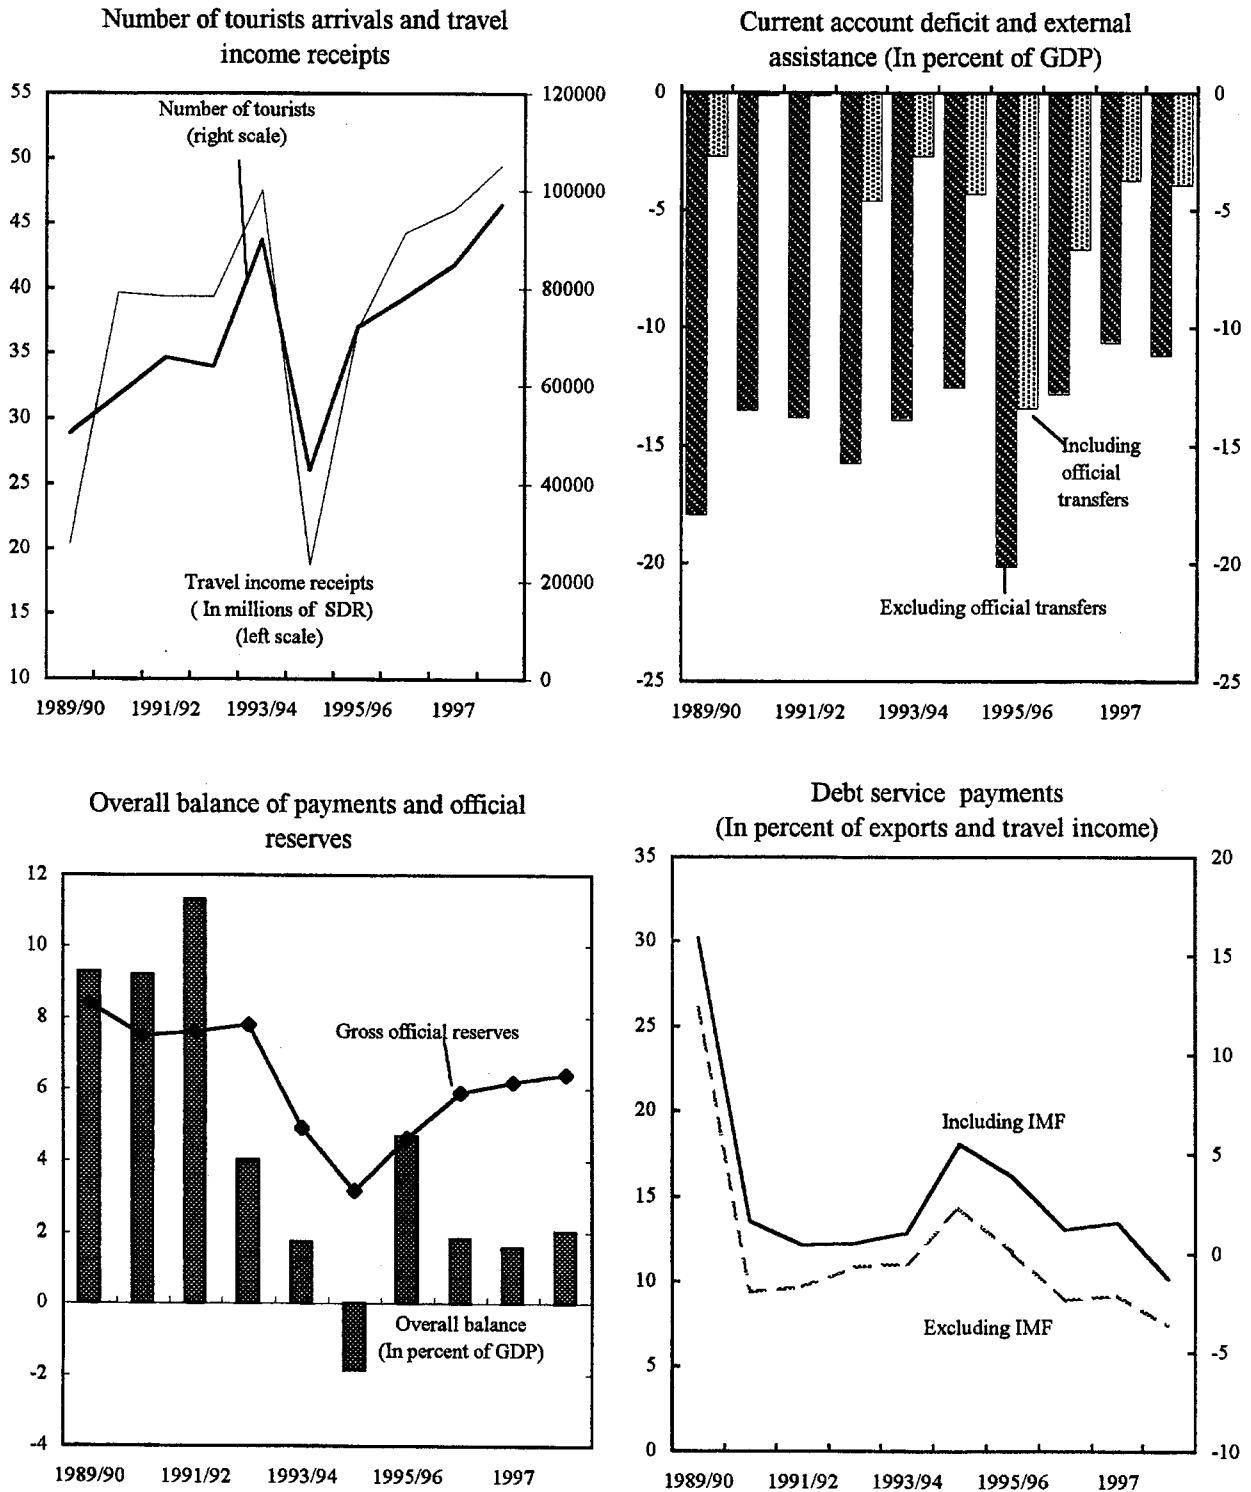 Number of tourists arrivals and travel
income receipts
55
50
45
40
35
30
25
20
15
10
120000
100000
80000
60000
40000
20000
0
Number of tourists
(right scale)
Travel income receipts
( In millions of SDR)
(left scale)
1989/90 1991/92 1993/94 1995/96 1997
Current account deficit and external
assistance (In percent of GDP)
0
-5
-10
-15
-20
-25
0
-5
-10
-15
-20
-25
Including
official
transfers
Excluding official transfers
1989/90 1991/92 1993/94 1995/96 1997
Overall balance of payments and official
reserves
12
10
8
6
4
2
0
-2
-4
Gross official reserves
Overall balance
(In percent of GDP)
1989/90 1991/92 1993/94 1995/96 1997
Debt service payments
(In percent of exports and travel income)
35
30
25
20
15
10
5
0
20
15
10
5
0
-5
-10
Including IMF
Excluding IMF
1989/90 1991/92 1993/94 1995/96 1997